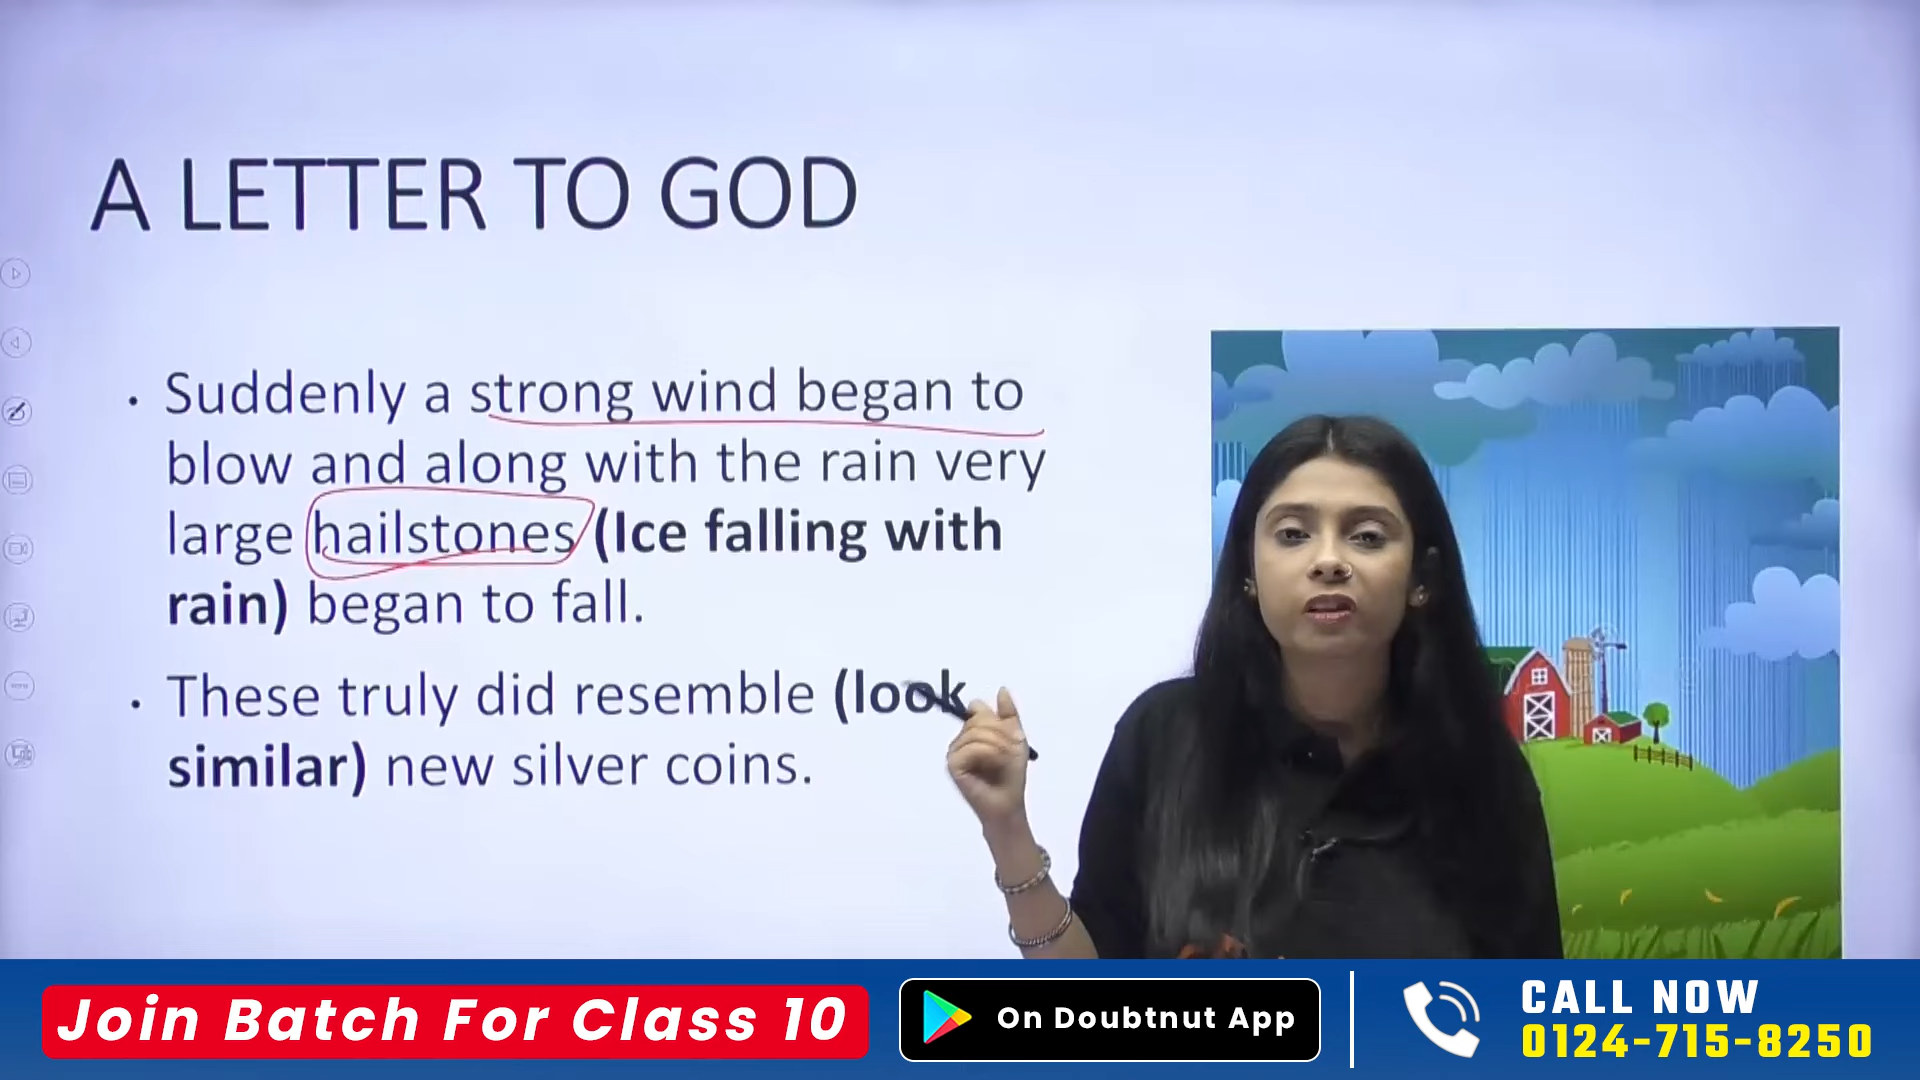 A LETTER TO GOD
• Suddenly a strong wind began to
blow and along with the rain very
large hailstones (Ice falling with
rain) began to fall.
• These truly did resemble (look
similar) new silver coins.
Join Batch For Class 10
On Doubtnut App
CALL NOW
0124-715-8250